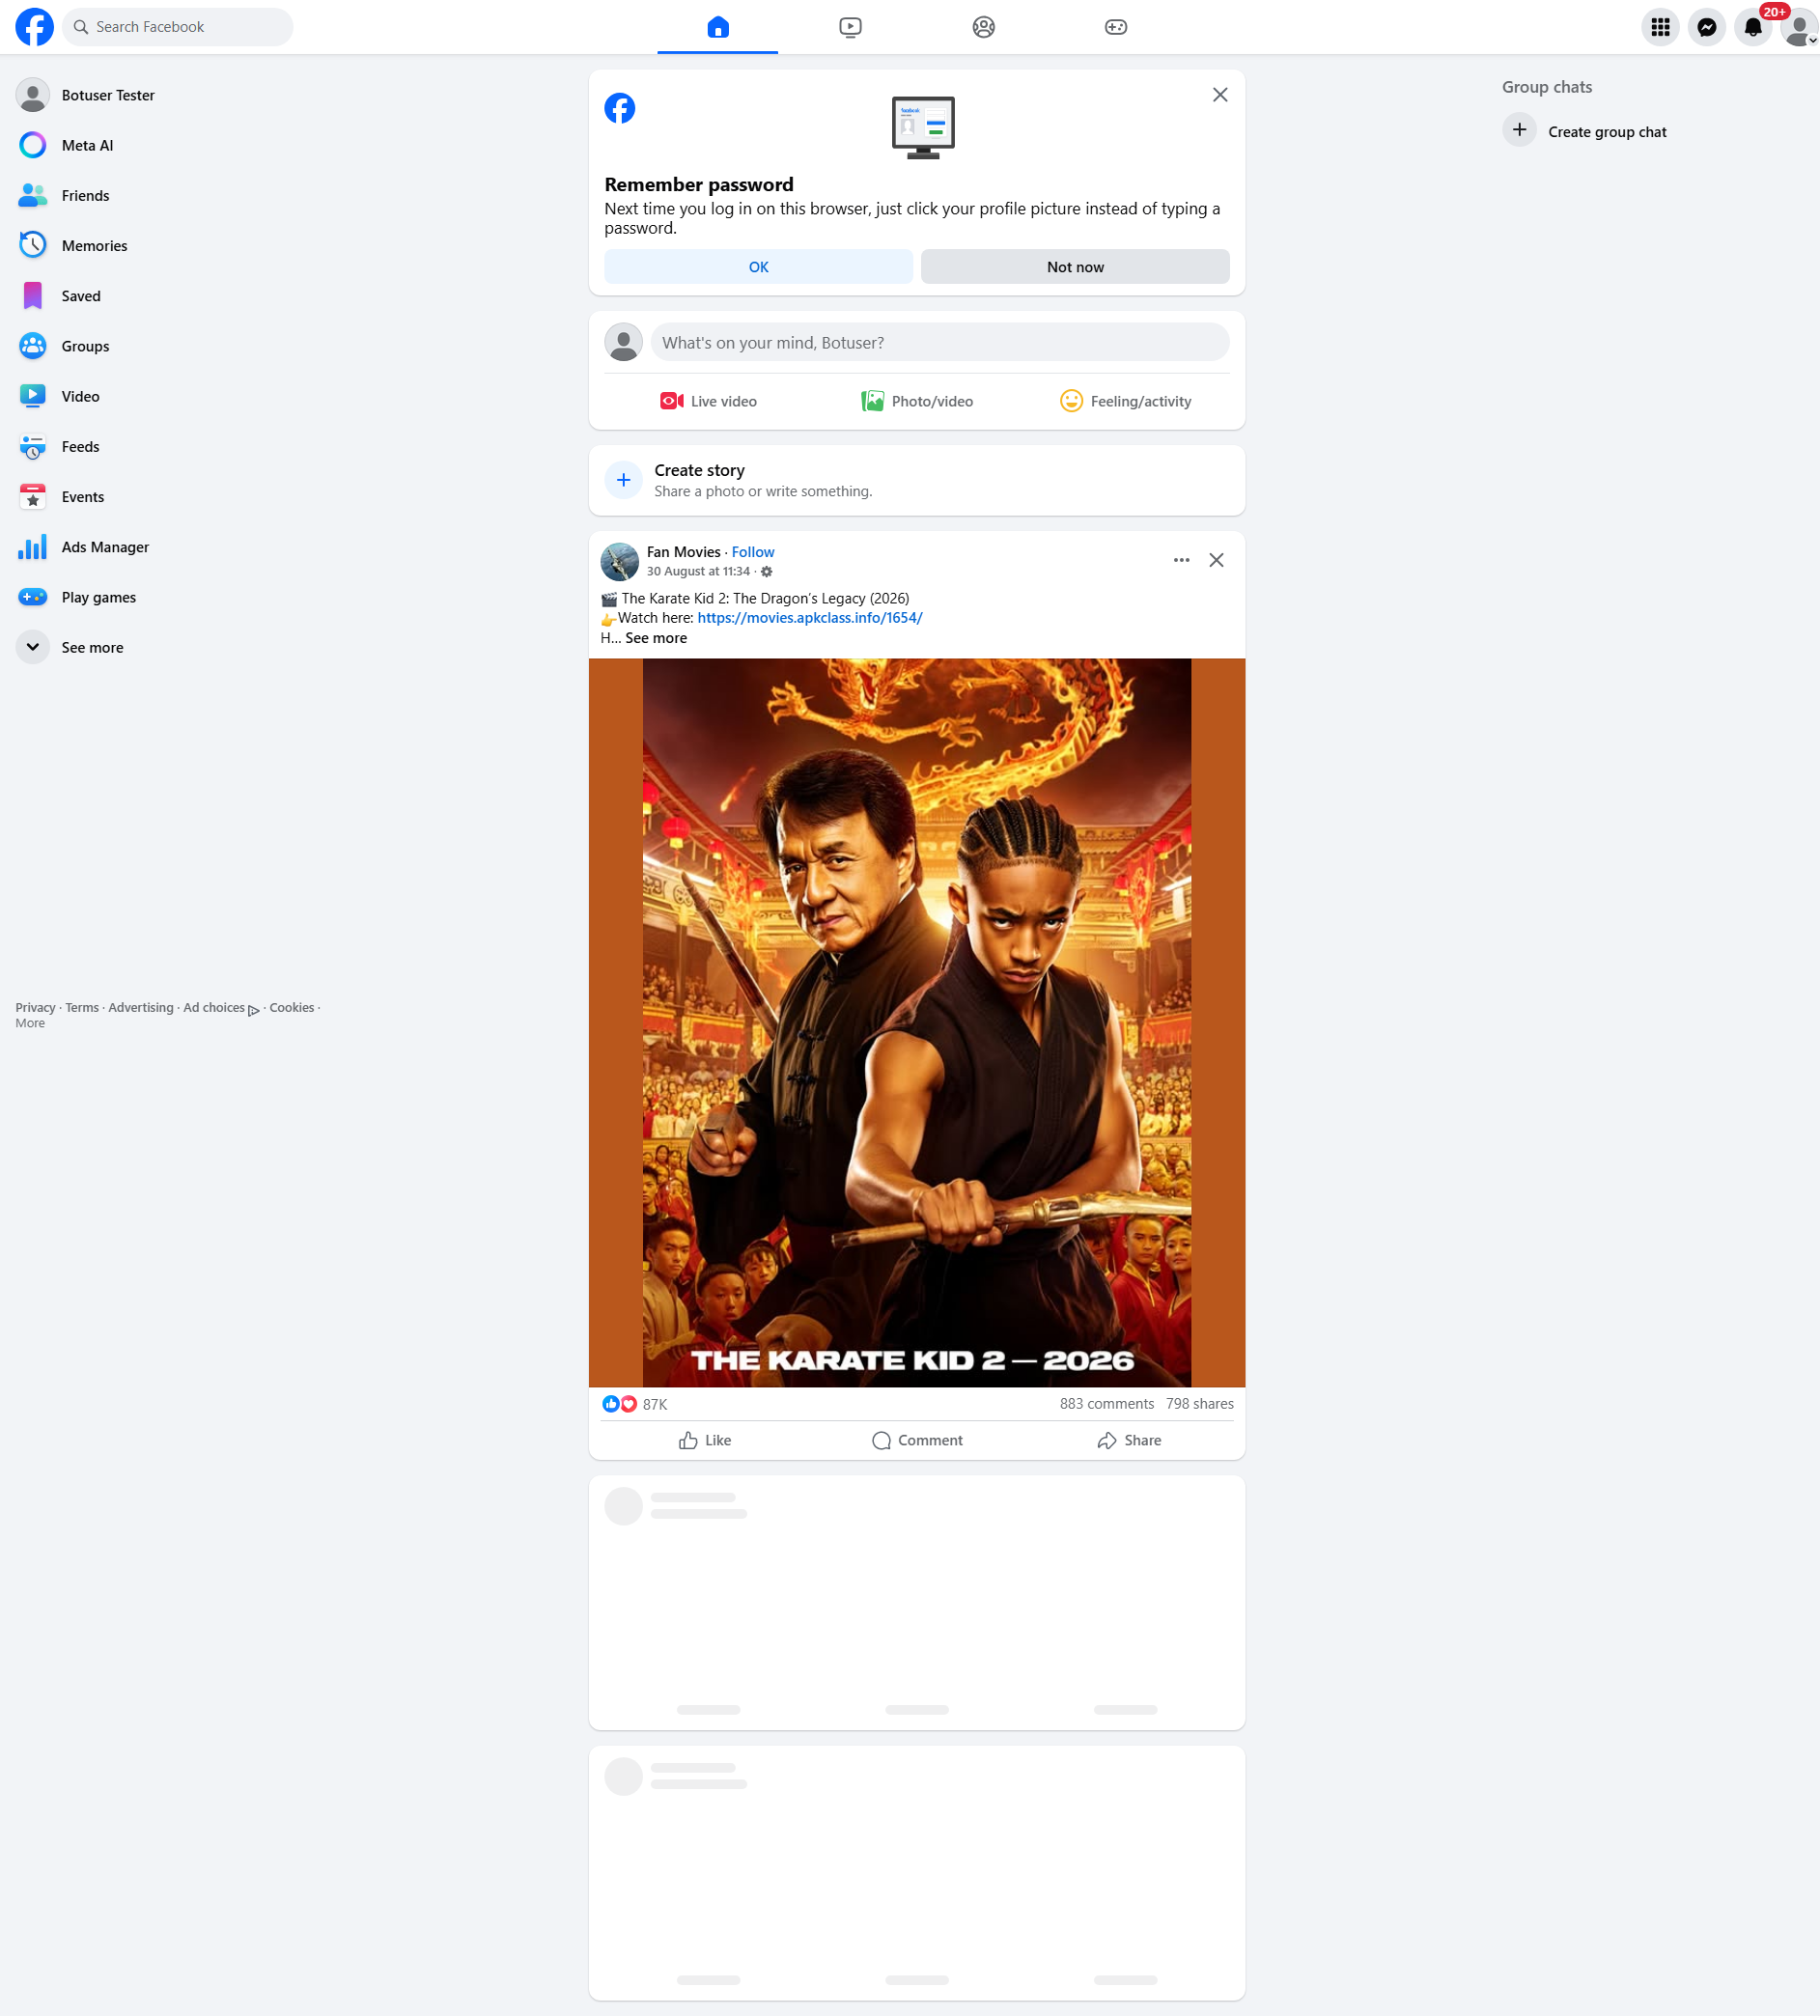 Search Facebook
20+
Botuser Tester
Meta AI
Friends
Memories
Saved
Groups
Video
Feeds
Events
Ads Manager
Play games
See more
Privacy · Terms · Advertising · Ad choices · Cookies ·
More
Remember password
Next time you log in on this browser, just click your profile picture instead of typing a
password.
OK
Not now
What's on your mind, Botuser?
Live video
Photo/video
Feeling/activity
Create story
Share a photo or write something.
Fan Movies · Follow
30 August at 11:34 ·
🎬 The Karate Kid 2: The Dragon’s Legacy (2026)
👉Watch here: https://movies.apkclass.info/1654/
H... See more
THE KARATE KID 2 — 2026
87K
883 comments 798 shares
Like
Comment
Share
Group chats
Create group chat